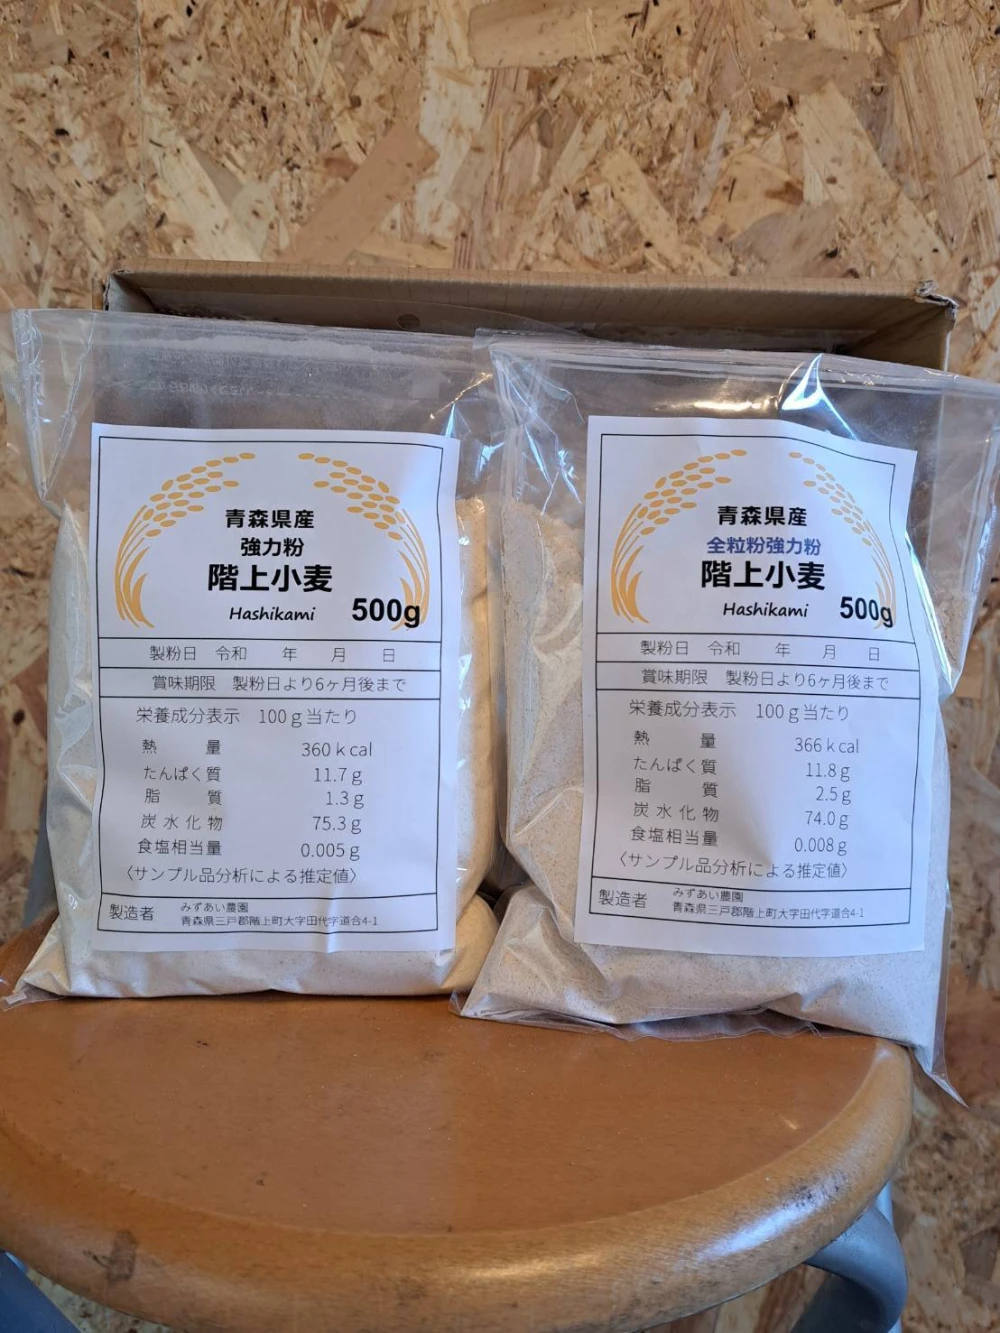 青森県産
強力粉
階上小麦
Hashikami 500g
製粉日 令和 年 月 日
賞味期限 製粉日より6ヶ月後まで
栄養成分表示 100g当たり
熱量 360kcal
たんぱく質 11.7g
脂質 1.3g
炭水化物 75.3g
食塩相当量 0.005g
〈サンプル品分析による推定値〉
製造者 みずあい農園
青森県三戸郡階上町大字田代字道合4-1
青森県産
全粒粉強力粉
階上小麦
Hashikami 500g
製粉日 令和 年 月 日
賞味期限 製粉日より6ヶ月後まで
栄養成分表示 100g当たり
熱量 366kcal
たんぱく質 11.8g
脂質 2.5g
炭水化物 74.0g
食塩相当量 0.008g
〈サンプル品分析による推定値〉
製造者 みずあい農園
青森県三戸郡階上町大字田代字道合4-1